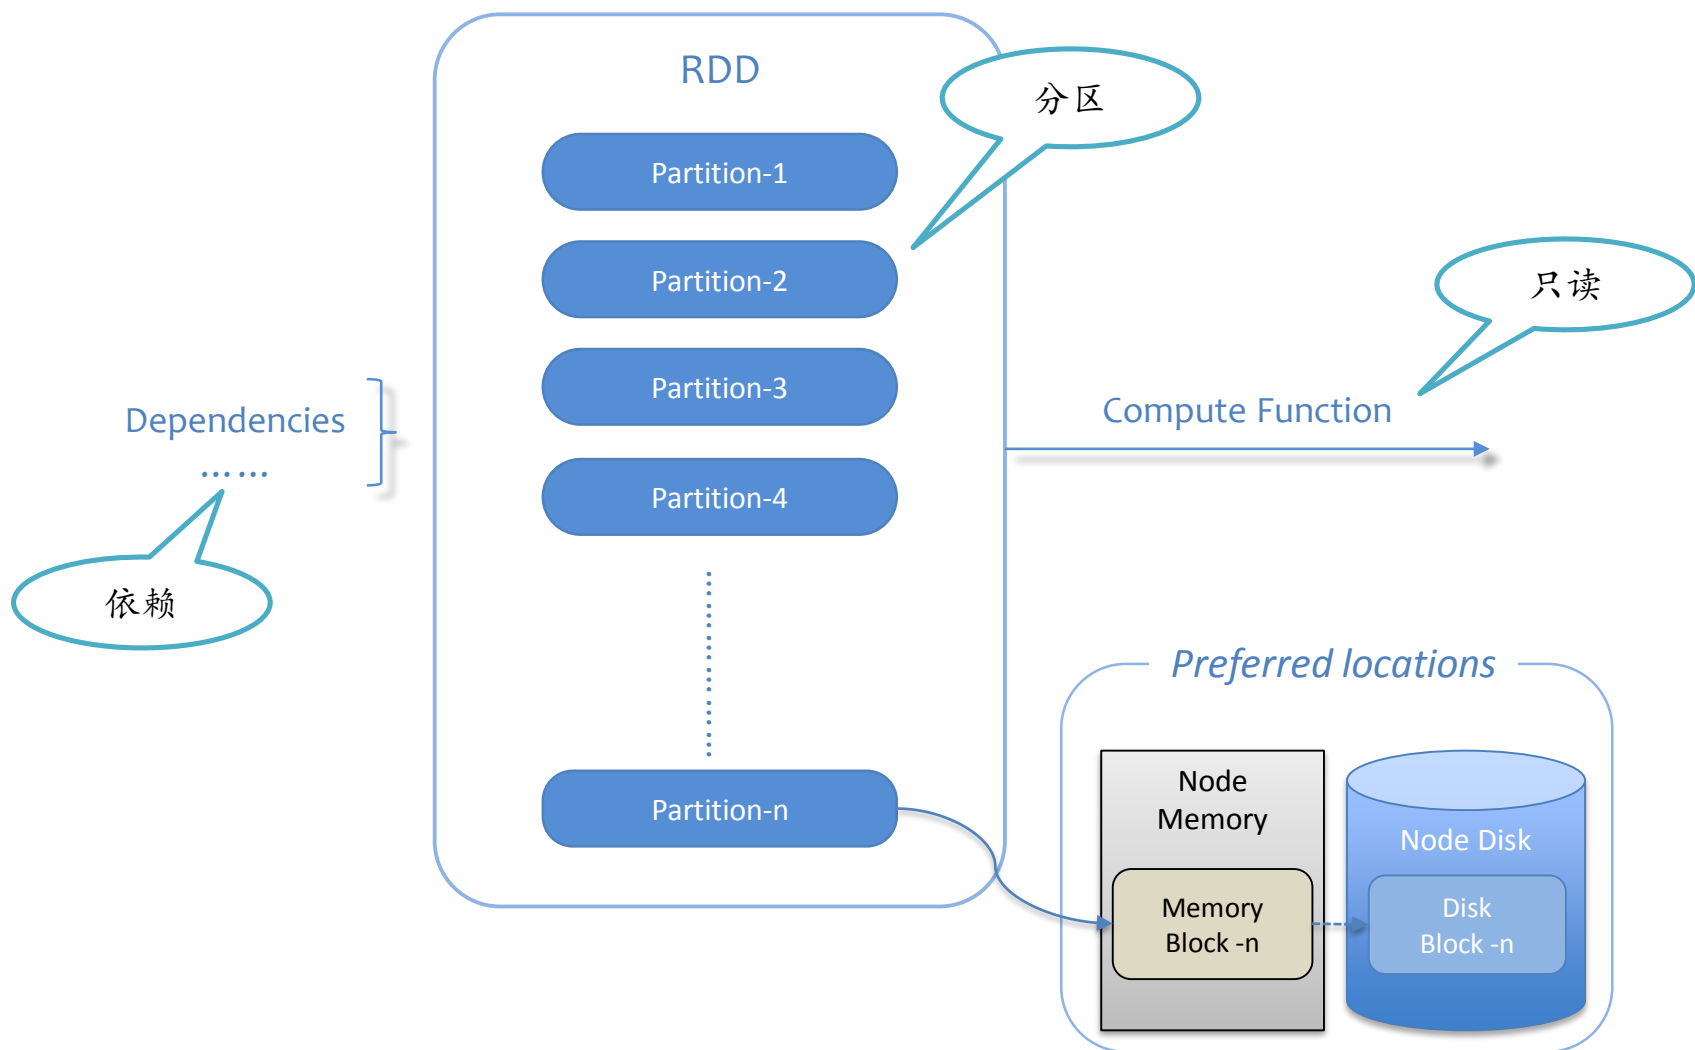 RDD
分区
Partition-1
Partition-2
只读
Partition-3
Dependencies
……
Compute Function
Partition-4
依赖
Partition-n
Preferred locations
Node
Memory
Memory
Block -n
Node Disk
Disk
Block -n